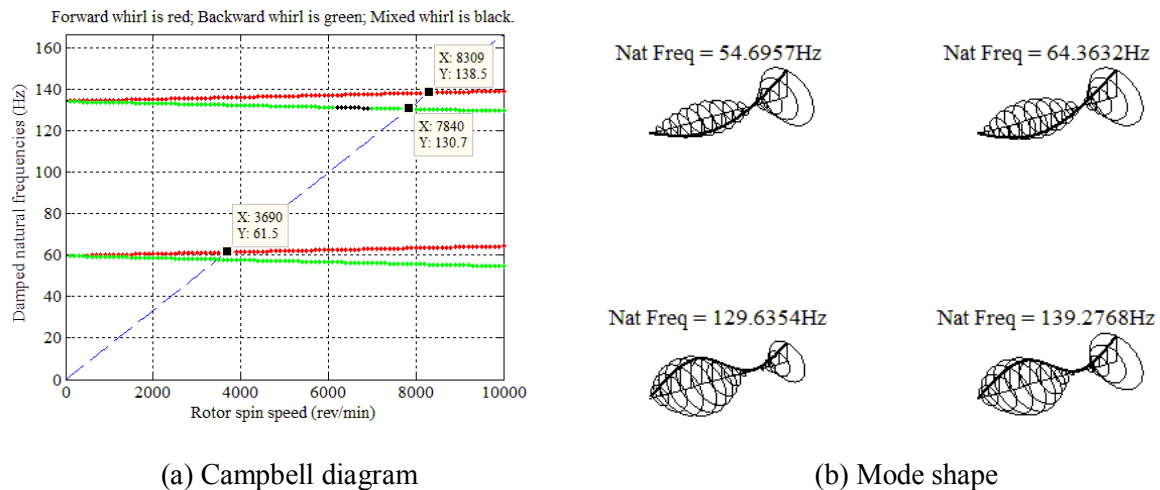 Forward whirl is red; Backward whirl is green; Mixed whirl is black.
160
140
120
100
80
60
40
20
0
Damped natural frequencies (Hz)
X: 8309
Y: 138.5
X: 7840
Y: 130.7
X: 3690
Y: 61.5
0 2000 4000 6000 8000 10000
Rotor spin speed (rev/min)
(a) Campbell diagram
Nat Freq = 54.6957Hz
Nat Freq = 64.3632Hz
Nat Freq = 129.6354Hz
Nat Freq = 139.2768Hz
(b) Mode shape